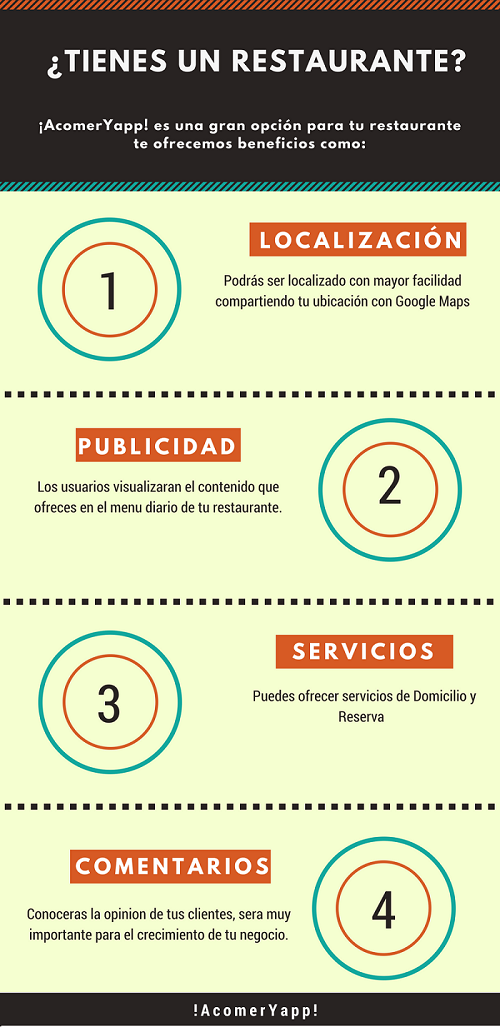 ¿TIENES UN RESTAURANTE?
¡AcomerYapp! es una gran opción para tu restaurante
te ofrecemos beneficios como:
1
LOCALIZACIÓN
Podrás ser localizado con mayor facilidad
compartiendo tu ubicación con Google Maps
PUBLICIDAD
Los usuarios visualizaran el contenido que
ofreces en el menu diario de tu restaurante.
2
3
SERVICIOS
Puedes ofrecer servicios de Domicilio y
Reserva
COMENTARIOS
Conoceras la opinion de tus clientes, sera muy
importante para el crecimiento de tu negocio.
4
!AcomerYapp!